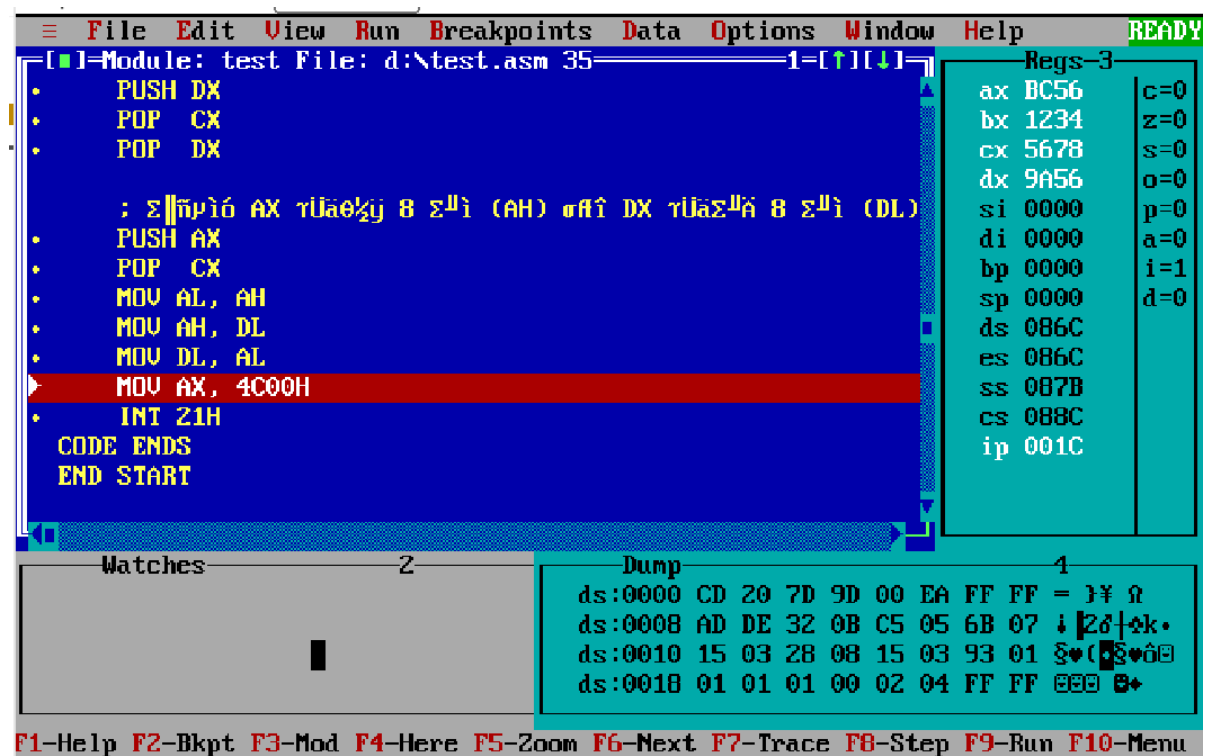 ≡ File Edit View Run Breakpoints Data Options Window Help READY
[■]=Module: test File: d:\test.asm 35 1=[↑][↓]
PUSH DX
POP CX
POP DX
; AX 8 (AH) DX 8 (DL)
PUSH AX
POP CX
MOV AL, AH
MOV AH, DL
MOV DL, AL
MOV AX, 4C00H
INT 21H
CODE ENDS
END START
Regs 3
ax BC56 c=0
bx 1234 z=0
cx 5678 s=0
dx 9A56 o=0
si 0000 p=0
di 0000 a=0
bp 0000 i=1
sp 0000 d=0
ds 086C
es 086C
ss 087B
cs 088C
ip 001C
Watches 2
Dump 4
ds:0000 CD 20 7D 9D 00 EA FF FF = }¥ Ω
ds:0008 AD DE 32 0B C5 05 6B 07
ds:0010 15 03 28 08 15 03 93 01
ds:0018 01 01 01 00 02 04 FF FF
F1-Help F2-Bkpt F3-Mod F4-Here F5-Zoom F6-Next F7-Trace F8-Step F9-Run F10-Menu